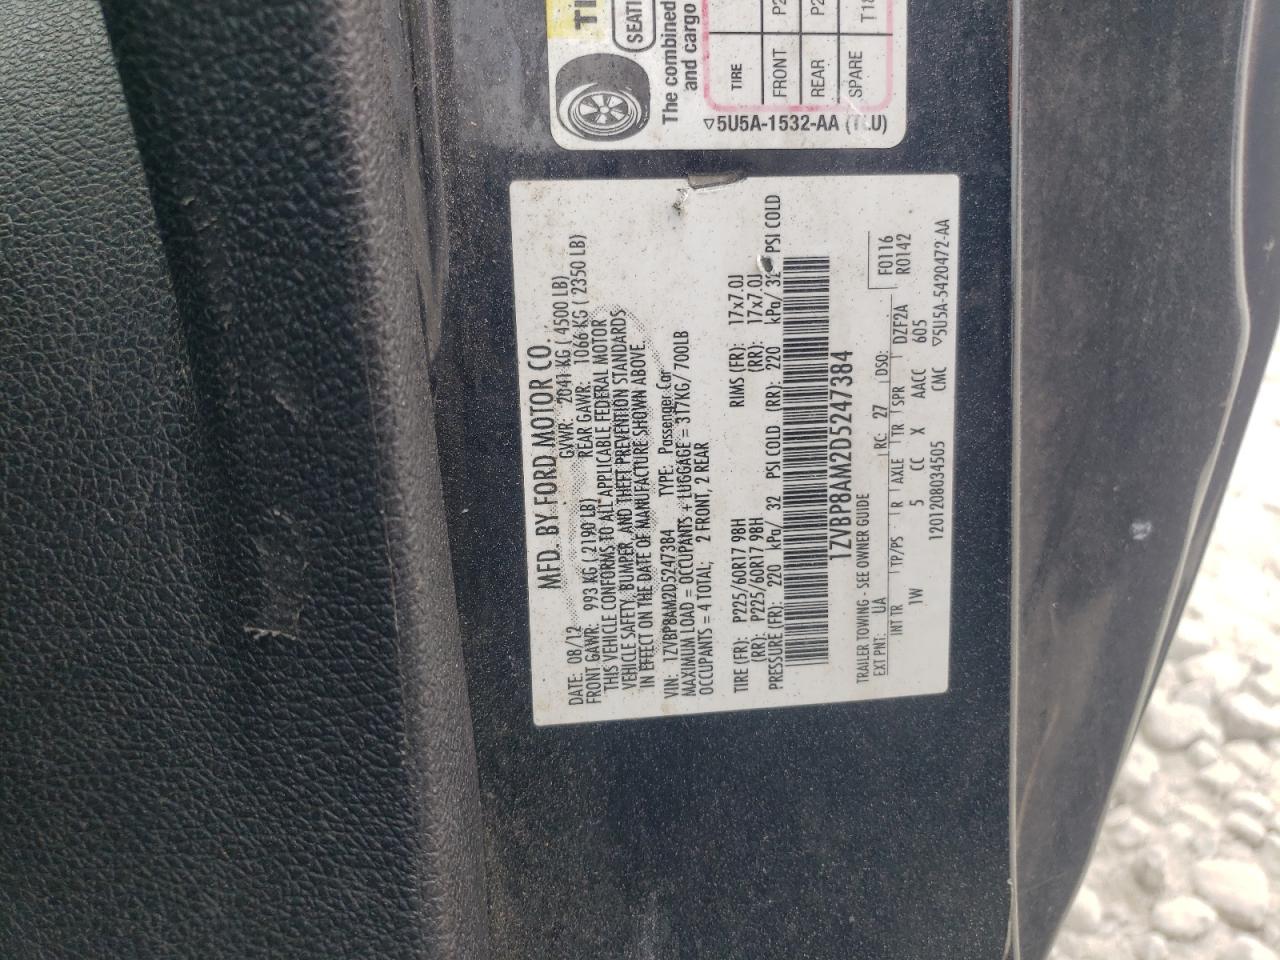 MFD. BY FORD MOTOR CO.
DATE: 08/12 GVWR: 2041 KG ( 4500 LB)
FRONT GAWR: 993 KG ( 2190 LB) REAR GAWR: 1066 KG ( 2350 LB)
THIS VEHICLE CONFORMS TO ALL APPLICABLE FEDERAL MOTOR
VEHICLE SAFETY, BUMPER, AND THEFT PREVENTION STANDARDS
IN EFFECT ON THE DATE OF MANUFACTURE SHOWN ABOVE.
VIN: 1ZVBP8AM2D5247384 TYPE: Passenger Car
MAXIMUM LOAD = OCCUPANTS + LUGGAGE = 317KG/700LB
OCCUPANTS = 4 TOTAL; 2 FRONT, 2 REAR
TIRE (FR): P225/60R17 98H RIMS (FR): 17x7.0J
(RR): P225/60R17 98H (RR): 17x7.0J
PRESSURE (FR): 220 kPa/ 32 PSI COLD (RR): 220 kPa/ 32 PSI COLD
1ZVBP8AM2D5247384
TRAILER TOWING - SEE OWNER GUIDE
EXT PNT: UA RC: 27 DSO: F0116
INT TR TP/PS R AXLE TR SPR DZF2A R0142
1W 5 CC X AACC 605
1201208034505 CMC ▽5U5A-5420472-AA
SEATI
The combined
and cargo
TIRE
FRONT P2
REAR P2
SPARE T18
▽5U5A-1532-AA